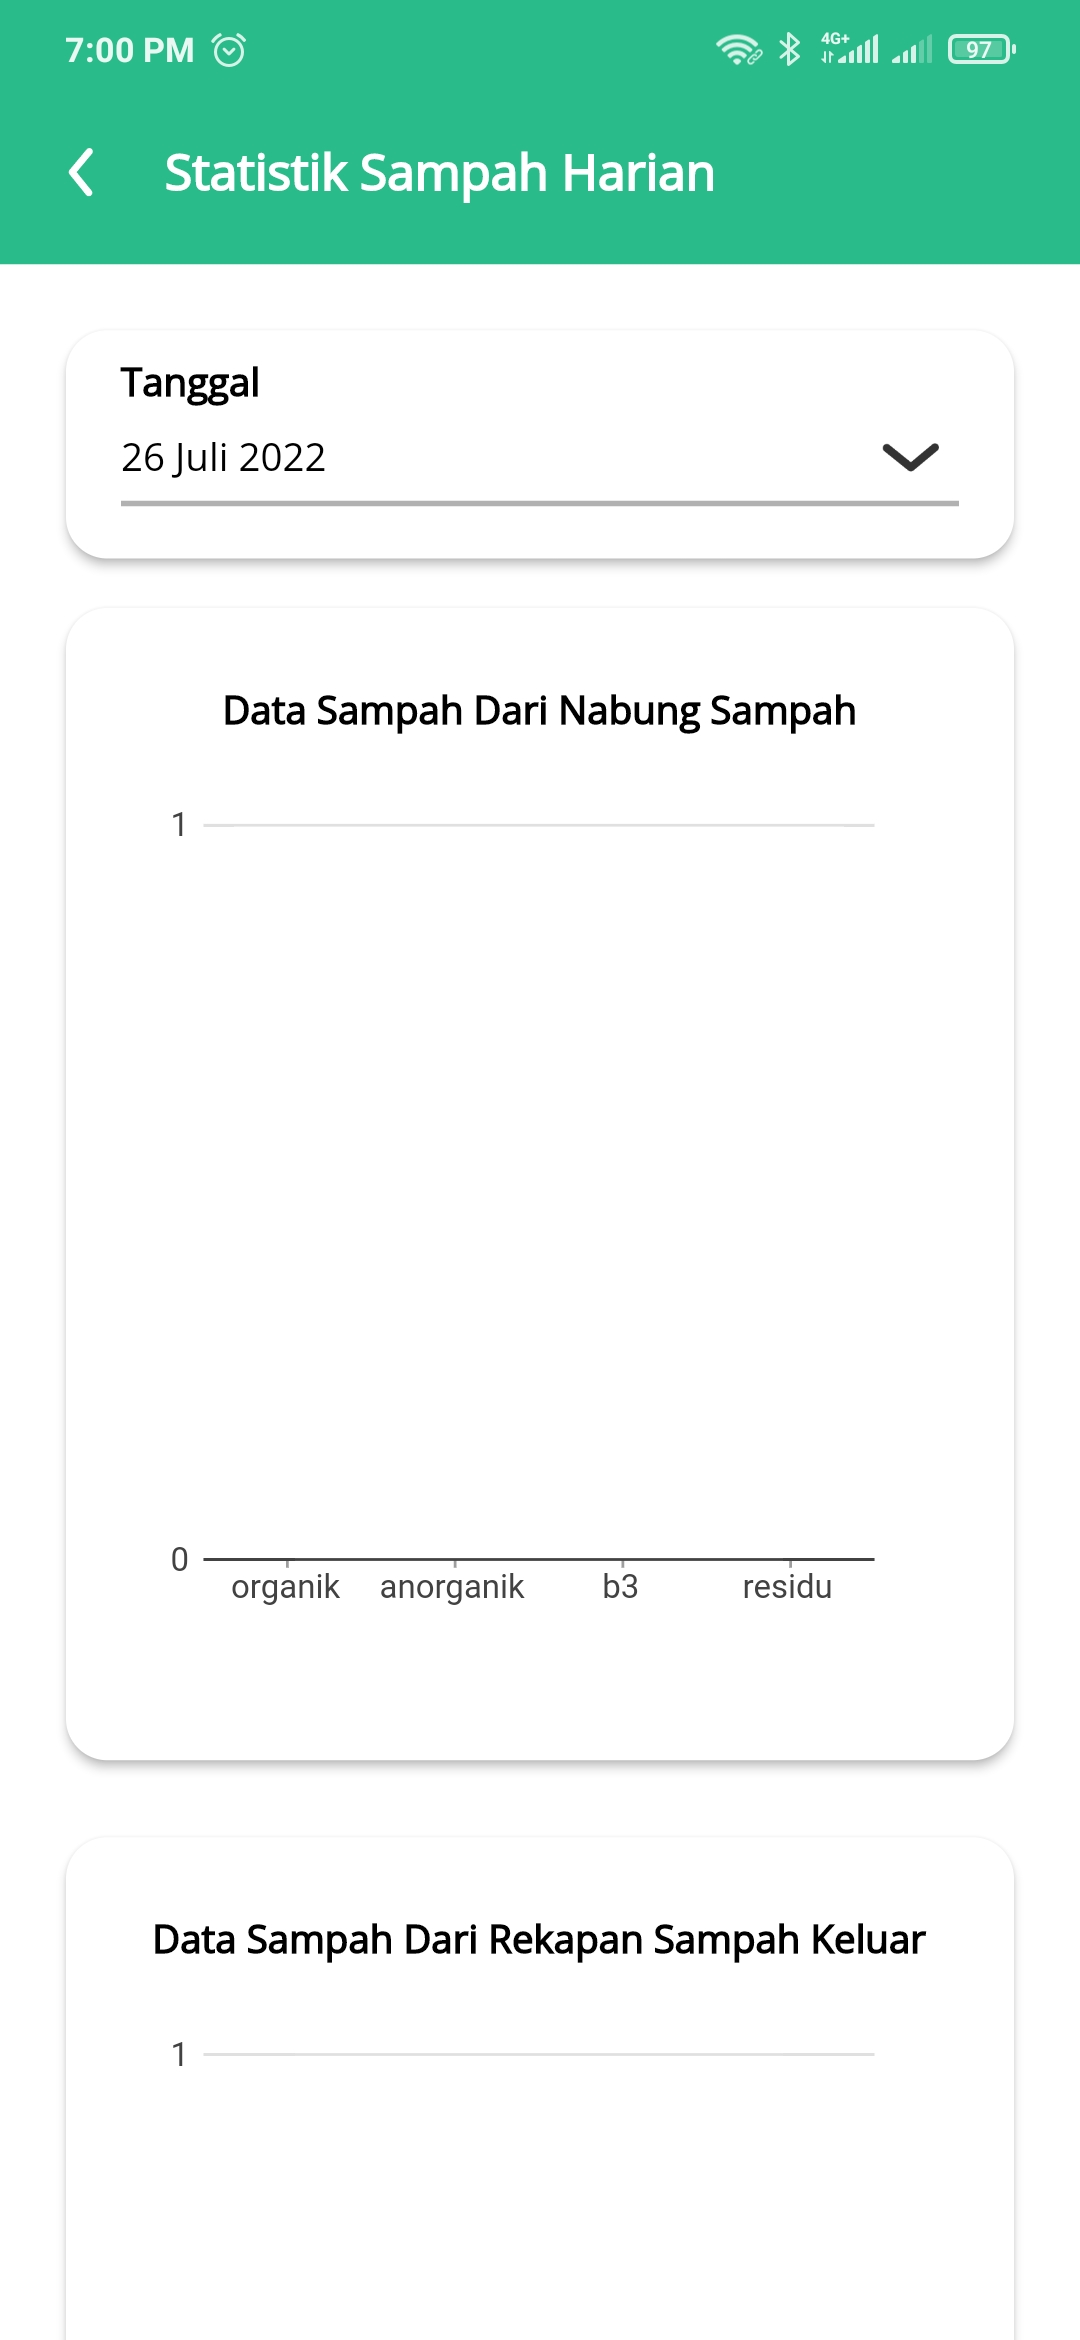 7:00 PM
4G+
97
Statistik Sampah Harian
Tanggal
26 Juli 2022
Data Sampah Dari Nabung Sampah
1
0
organik anorganik b3 residu
Data Sampah Dari Rekapan Sampah Keluar
1